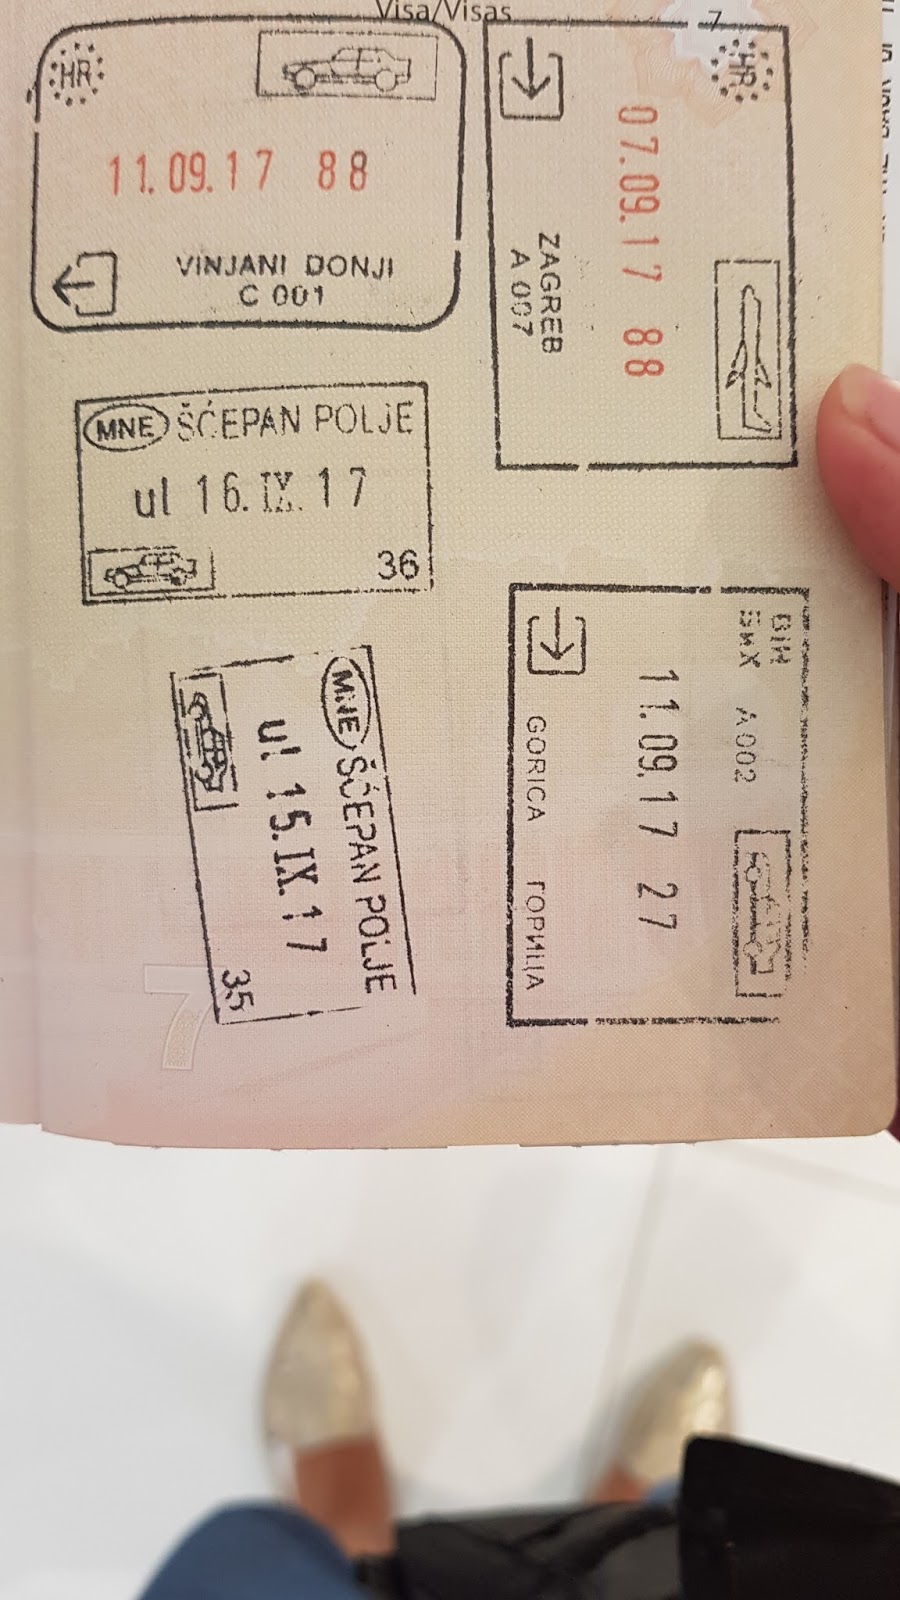 Visa/Visas
7
HR
11.09.17 88
VINJANI DONJI
C 001
HR
07.09.17 88
ZAGREB
A 007
MNE ŠĆEPAN POLJE
ul 16.IX.17
36
BIH
БиХ A 002
11.09.17 27
GORICA ГОРИЦА
MNE ŠĆEPAN POLJE
ul 15.IX.17
35
7